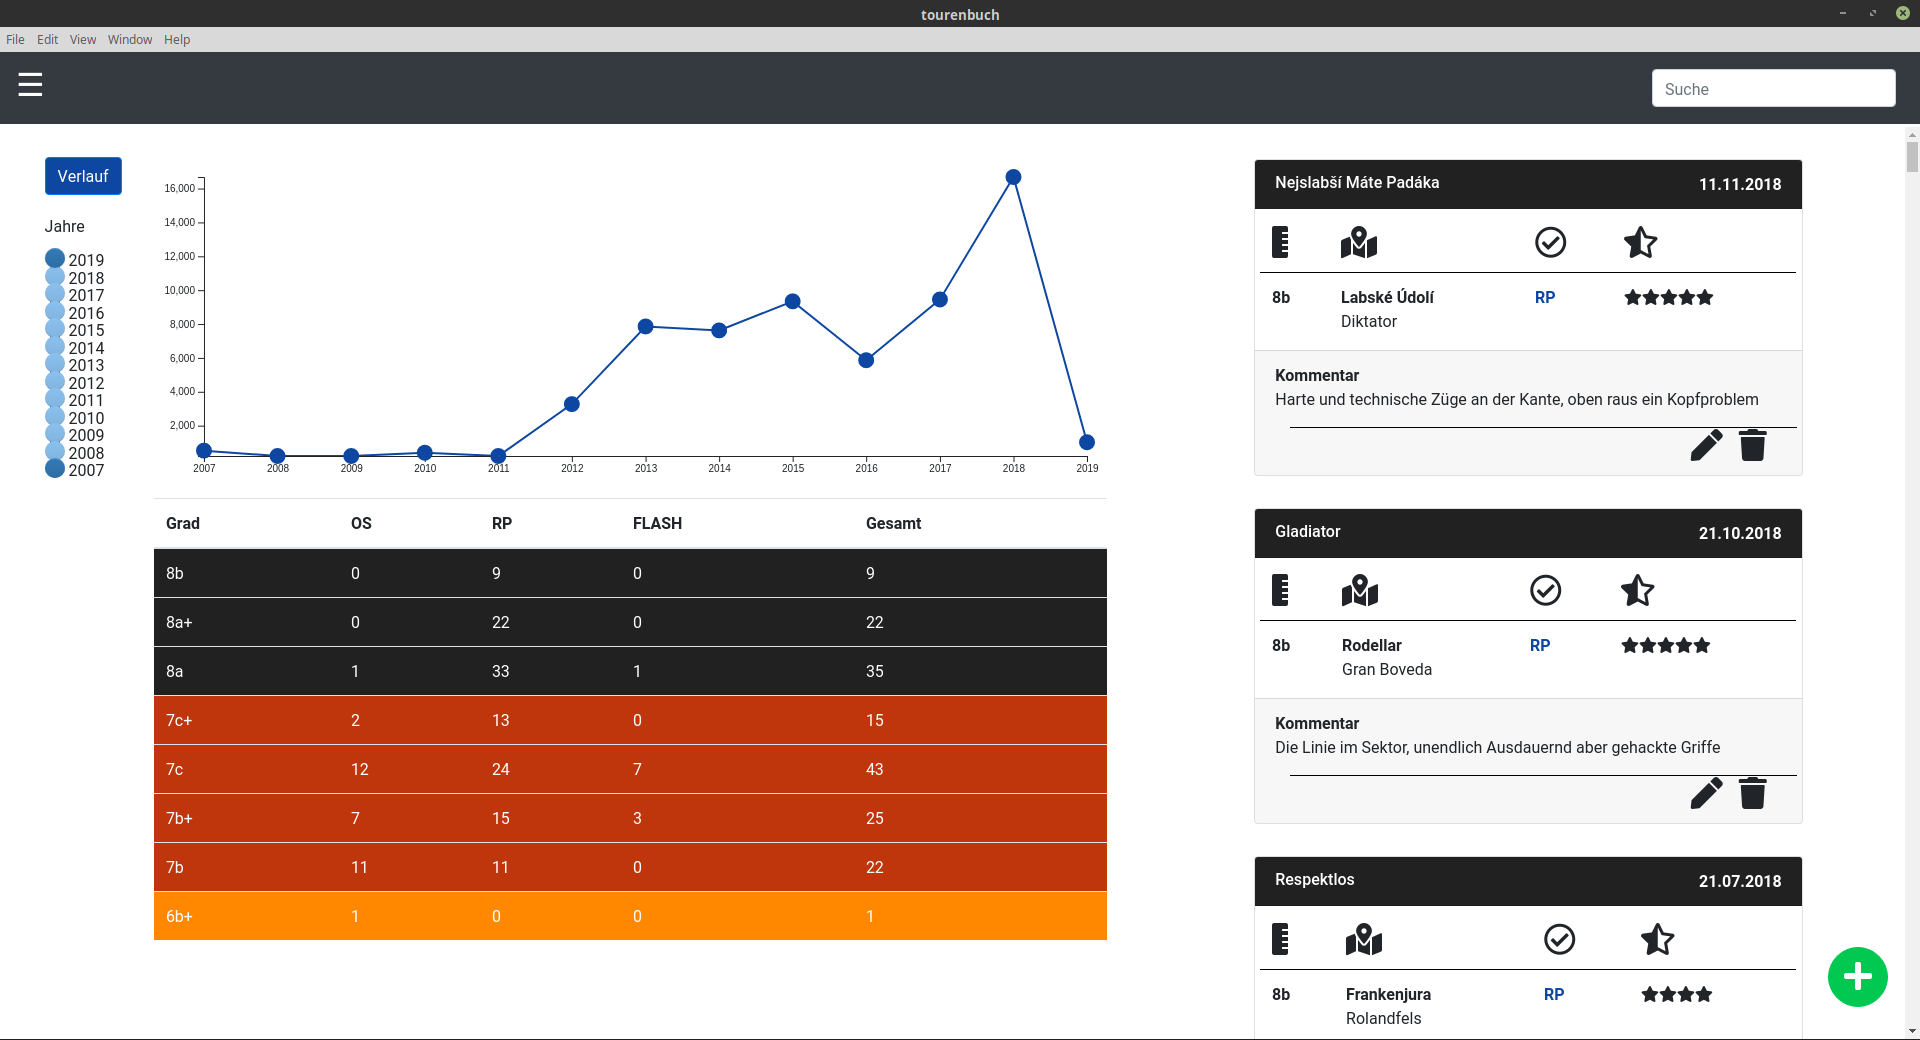 tourenbuch
File Edit View Window Help
Suche
Verlauf
Jahre
2019
2018
2017
2016
2015
2014
2013
2012
2011
2010
2009
2008
2007
16,000
14,000
12,000
10,000
8,000
6,000
4,000
2,000
2007 2008 2009 2010 2011 2012 2013 2014 2015 2016 2017 2018 2019
Grad OS RP FLASH Gesamt
8b 0 9 0 9
8a+ 0 22 0 22
8a 1 33 1 35
7c+ 2 13 0 15
7c 12 24 7 43
7b+ 7 15 3 25
7b 11 11 0 22
6b+ 1 0 0 1
Nejslabší Máte Padáka 11.11.2018
8b Labské Údolí RP
Diktator
Kommentar
Harte und technische Züge an der Kante, oben raus ein Kopfproblem
Gladiator 21.10.2018
8b Rodellar RP
Gran Boveda
Kommentar
Die Linie im Sektor, unendlich Ausdauernd aber gehackte Griffe
Respektlos 21.07.2018
8b Frankenjura RP
Rolandfels